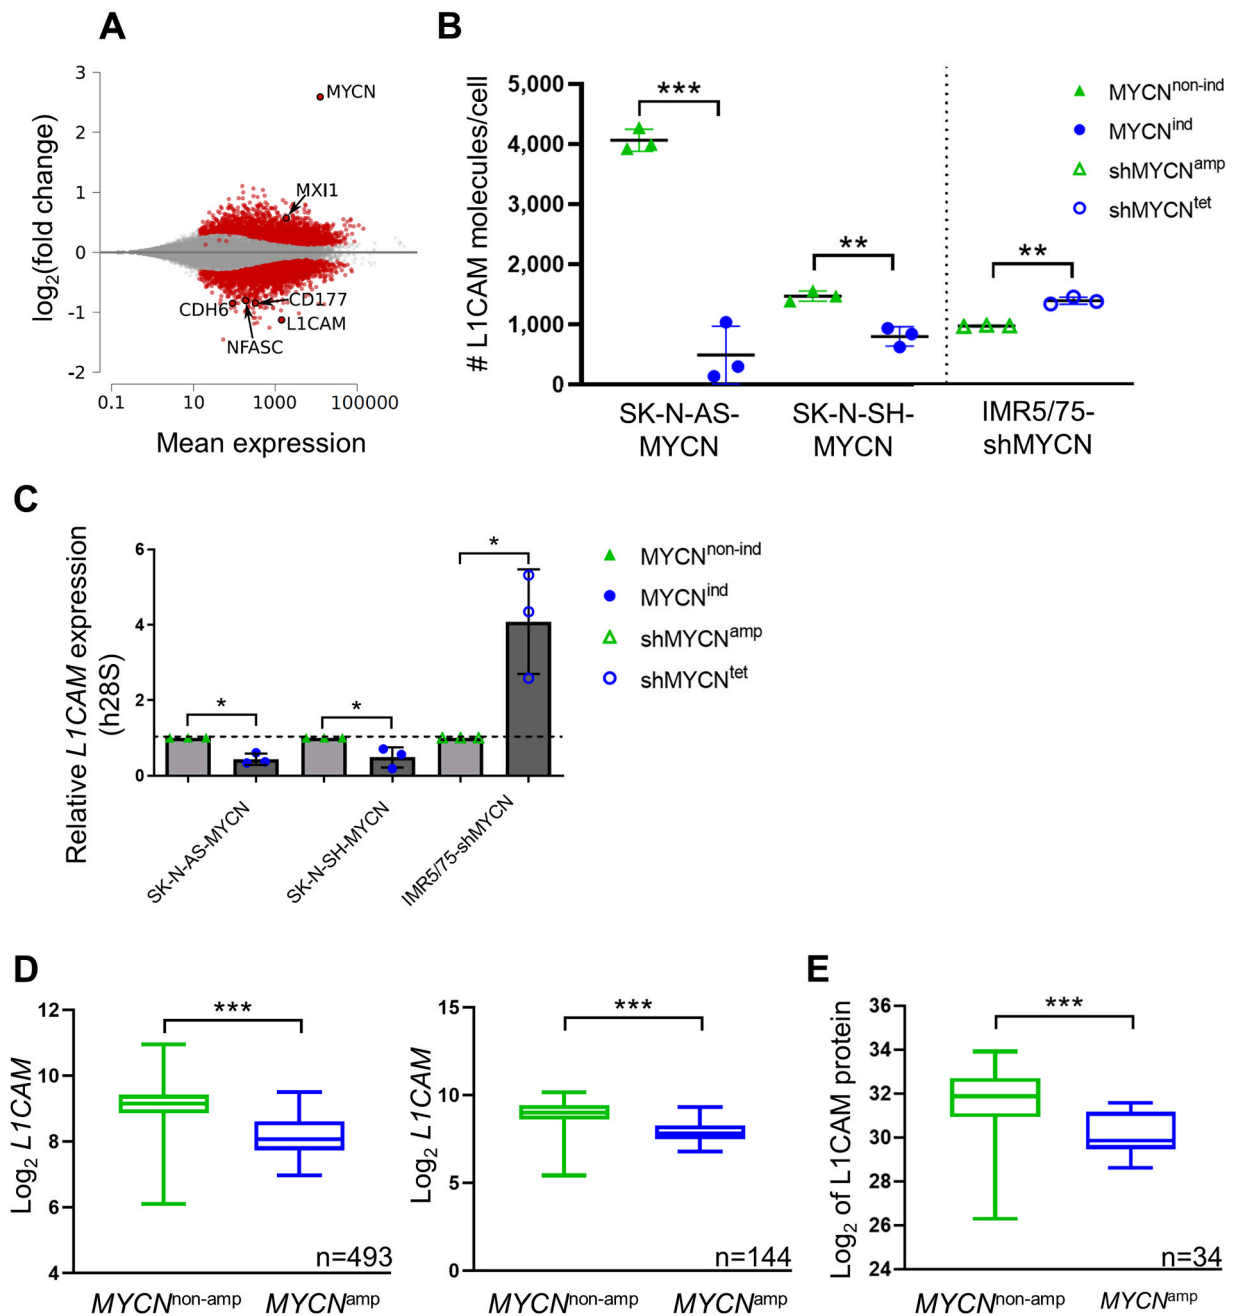 A
log2(fold change)
3
2
1
0
-1
-2
MYCN
MXI1
CDH6
CD177
L1CAM
NFASC
0.1
10
1000
100000
Mean expression
B
# L1CAM molecules/cell
5,000
4,000
3,000
2,000
1,000
0
***
**
**
SK-N-AS-
MYCN
SK-N-SH-
MYCN
IMR5/75-
shMYCN
MYCNnon-ind
MYCNind
shMYCNamp
shMYCNtet
C
Relative L1CAM expression
(h28S)
6
4
2
0
*
*
*
SK-N-AS-MYCN
SK-N-SH-MYCN
IMR5/75-shMYCN
MYCNnon-ind
MYCNind
shMYCNamp
shMYCNtet
D
Log2 L1CAM
12
10
8
6
4
***
n=493
MYCNnon-amp
MYCNamp
Log2 L1CAM
15
10
5
0
***
n=144
MYCNnon-amp
MYCNamp
E
Log2 of L1CAM protein
36
34
32
30
28
26
24
***
n=34
MYCNnon-amp
MYCNamp